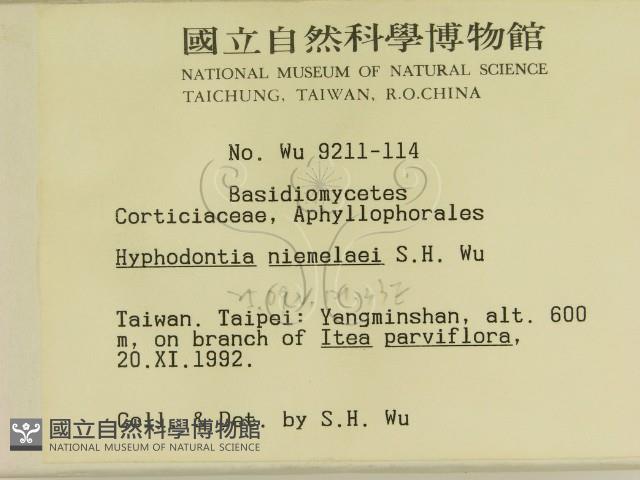 國立自然科學博物館
NATIONAL MUSEUM OF NATURAL SCIENCE
TAICHUNG, TAIWAN, R.O.CHINA
No. Wu 9211-114
Basidiomycetes
Corticiaceae, Aphyllophorales
Hyphodontia niemelaei S.H. Wu
Taiwan. Taipei: Yangminshan, alt. 600
m, on branch of Itea parviflora,
20.XI.1992.
Coll. & Det. by S.H. Wu
國立自然科學博物館
NATIONAL MUSEUM OF NATURAL SCIENCE